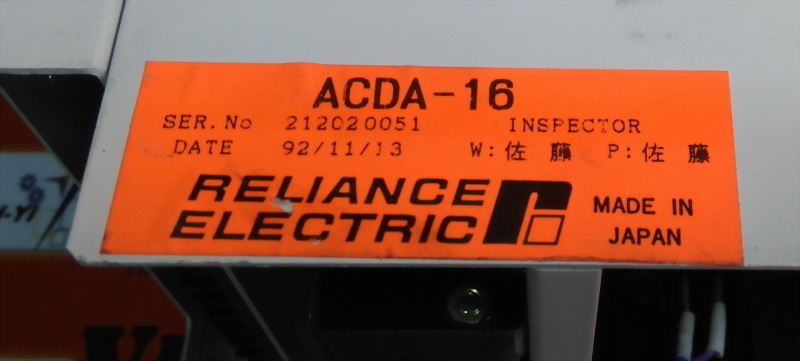 ACDA-16
SER.No 212020051 INSPECTOR
DATE 92/11/13 W:佐藤 P:佐藤
RELIANCE
ELECTRIC
MADE IN
JAPAN